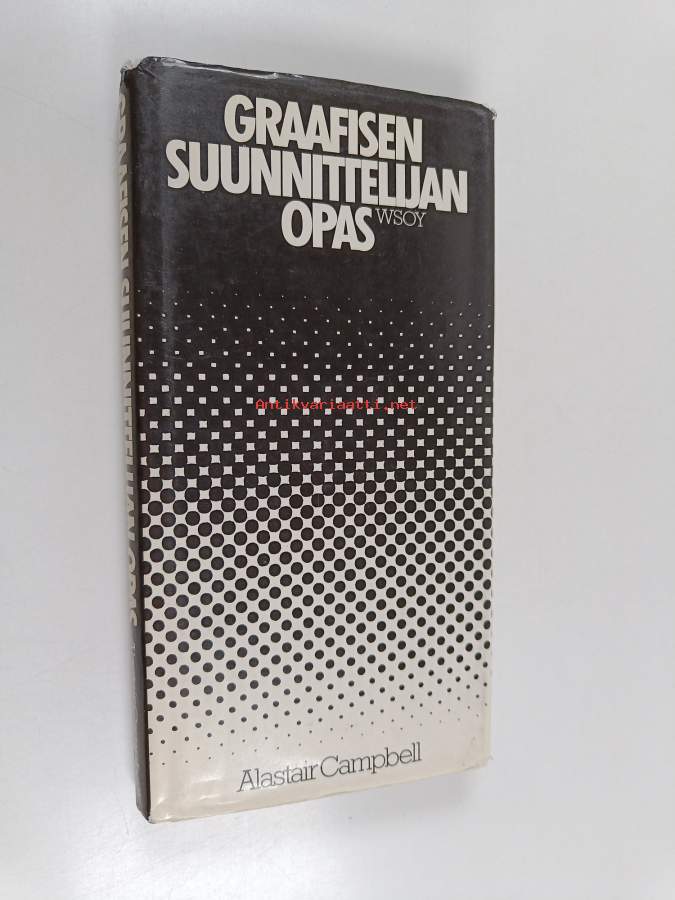 GRAAFISEN
SUUNNITTELIJAN
OPAS WSOY
Antikvariaatti.net
Alastair Campbell
GRAAFISEN SUUNNITTELIJAN OPAS